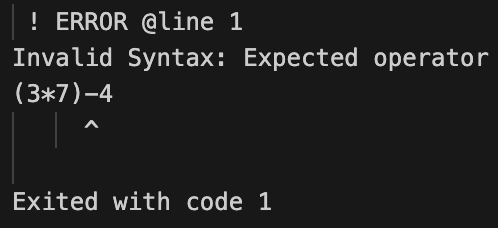 ! ERROR @line 1
Invalid Syntax: Expected operator
(3*7)-4
^
Exited with code 1